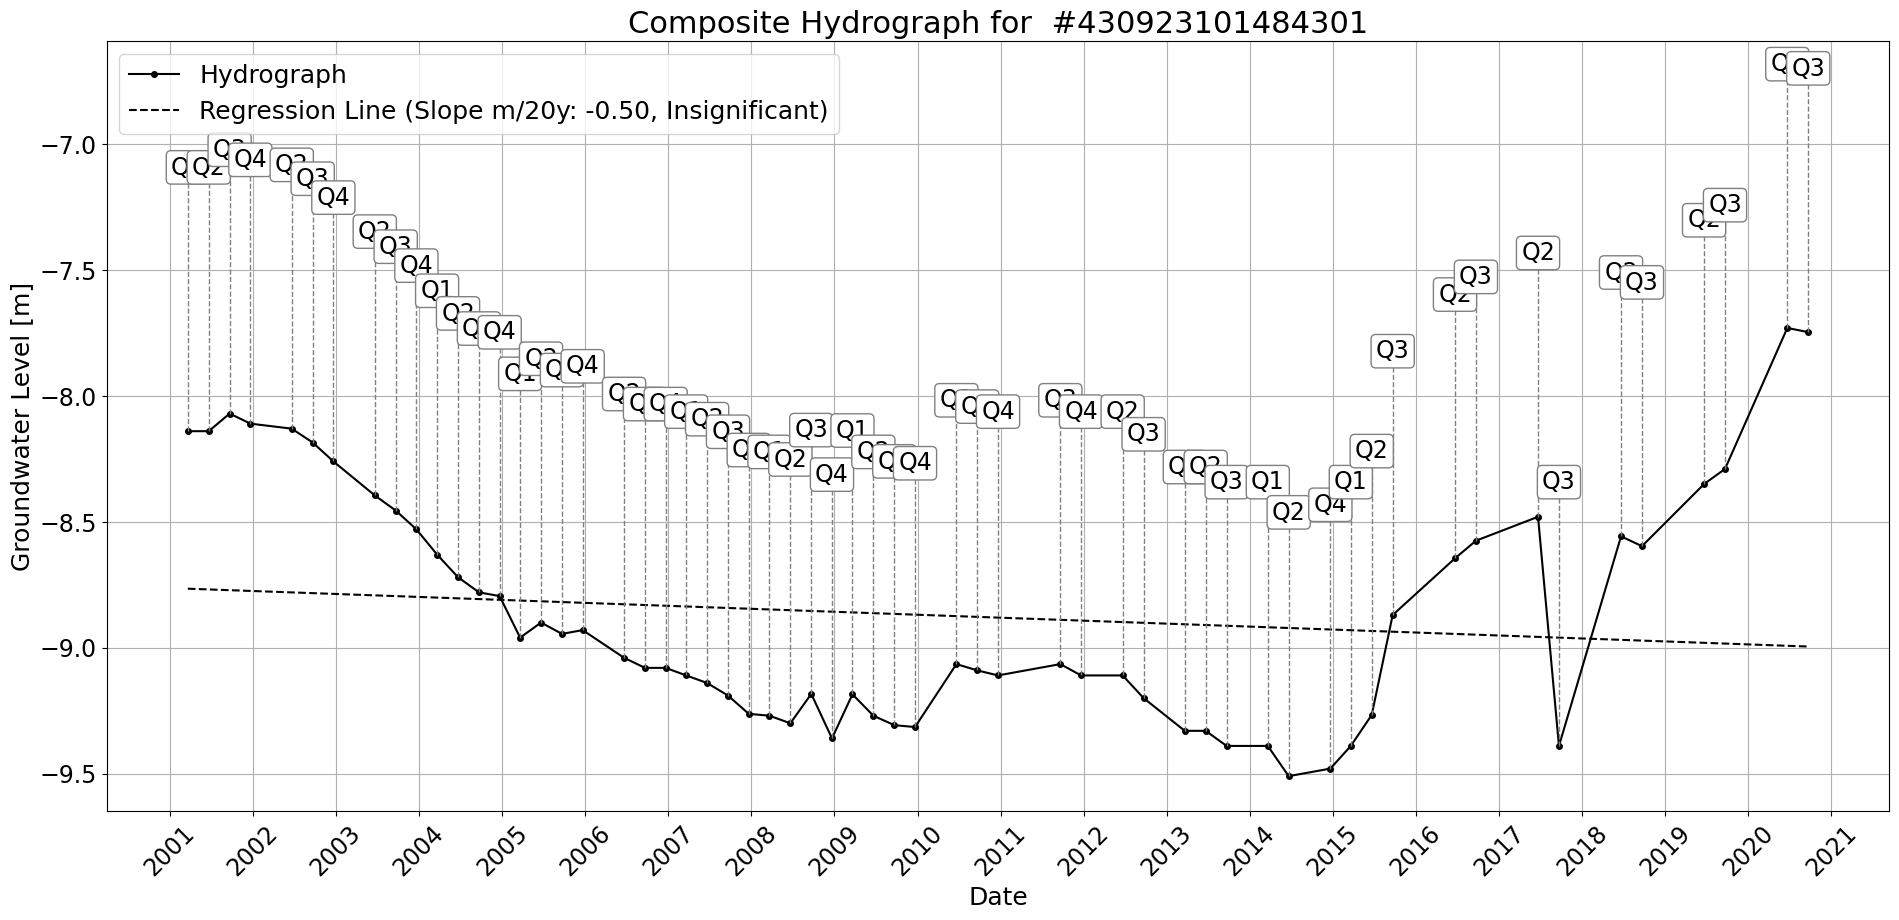 Composite Hydrograph for  #430923101484301
Hydrograph
Regression Line (Slope m/20y: -0.50, Insignificant)
Groundwater Level [m]
−7.0
−7.5
−8.0
−8.5
−9.0
−9.5
Q2
Q4
Q3
Q4
Q3
Q4
Q1
Q4
Q4
Q3
Q2
Q3
Q4
Q1
Q4
Q4
Q4
Q2
Q3
Q3
Q1
Q2
Q4
Q1
Q2
Q3
Q2
Q3
Q2
Q3
Q3
Q2
Q3
Q3
2001
2002
2003
2004
2005
2006
2007
2008
2009
2010
2011
2012
2013
2014
2015
2016
2017
2018
2019
2020
2021
Date